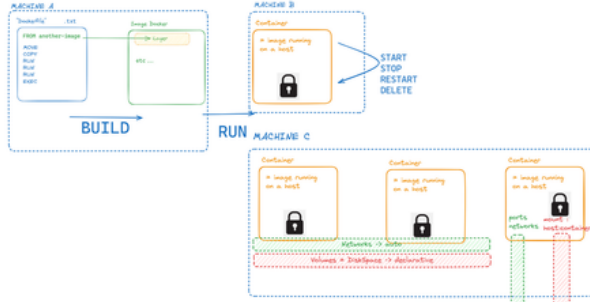 MACHINE A
"Dockerfile" .txt
FROM another-image
MOVE
COPY
RUN
RUN
RUN
EXEC
Image Docker
Layer
etc ...
BUILD
RUN
MACHINE B
Container
= image running
on a host
START
STOP
RESTART
DELETE
MACHINE C
Container
= image running
on a host
Container
= image running
on a host
Container
= image running
on a host
Networks -> data
Volumes = DiskSpace -> declarative
ports
networks
mount :
host:container